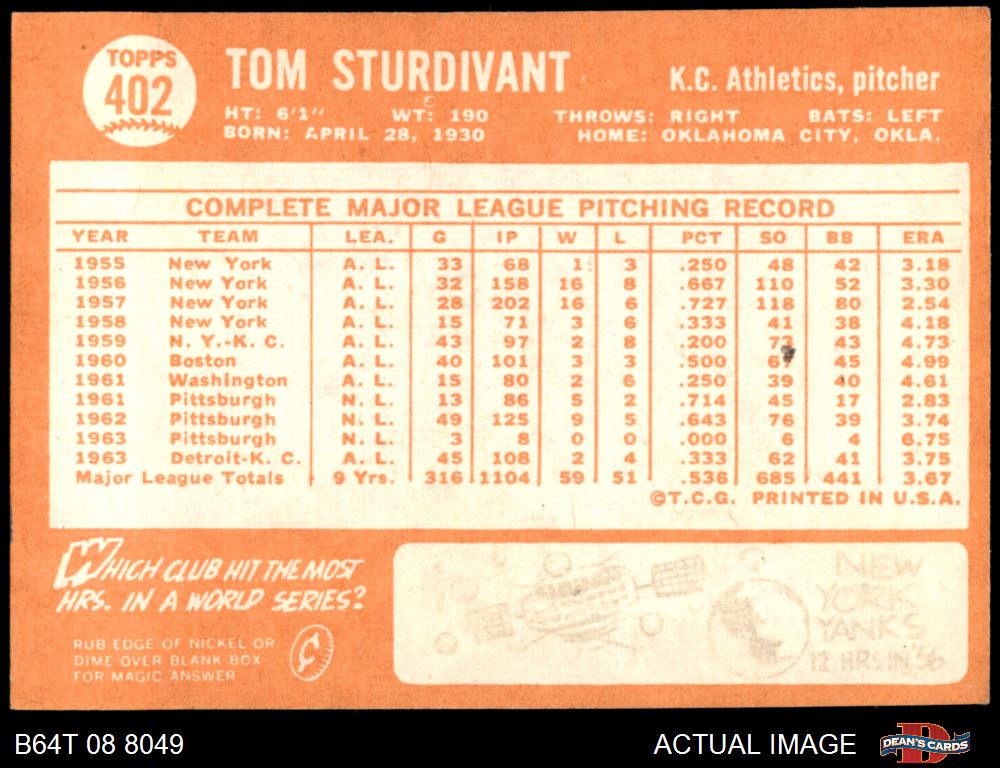 TOPPS
402
TOM STURDIVANT
K.C. Athletics, pitcher
HT: 6'1" WT: 190 THROWS: RIGHT BATS: LEFT
BORN: APRIL 28, 1930 HOME: OKLAHOMA CITY, OKLA.
COMPLETE MAJOR LEAGUE PITCHING RECORD
YEAR TEAM LEA. G IP W L PCT SO BB ERA
1955 New York A. L. 33 68 1 3 .250 48 42 3.18
1956 New York A. L. 32 158 16 8 .667 110 52 3.30
1957 New York A. L. 28 202 16 6 .727 118 80 2.54
1958 New York A. L. 15 71 3 6 .333 41 38 4.18
1959 N. Y.-K. C. A. L. 43 97 2 8 .200 73 43 4.73
1960 Boston A. L. 40 101 3 3 .500 67 45 4.99
1961 Washington A. L. 15 80 2 6 .250 39 40 4.61
1961 Pittsburgh N. L. 13 86 5 2 .714 45 17 2.83
1962 Pittsburgh N. L. 49 125 9 5 .643 76 39 3.74
1963 Pittsburgh N. L. 3 8 0 0 .000 6 4 6.75
1963 Detroit-K. C. A. L. 45 108 2 4 .333 62 41 3.75
Major League Totals 9 Yrs. 316 1104 59 51 .536 685 441 3.67
©T.C.G. PRINTED IN U.S.A.
WHICH CLUB HIT THE MOST
HRS. IN A WORLD SERIES?
RUB EDGE OF NICKEL OR
DIME OVER BLANK BOX
FOR MAGIC ANSWER
NEW
YORK
YANKS
12 HRS IN '56
B64T 08 8049
ACTUAL IMAGE
DEAN'S CARDS